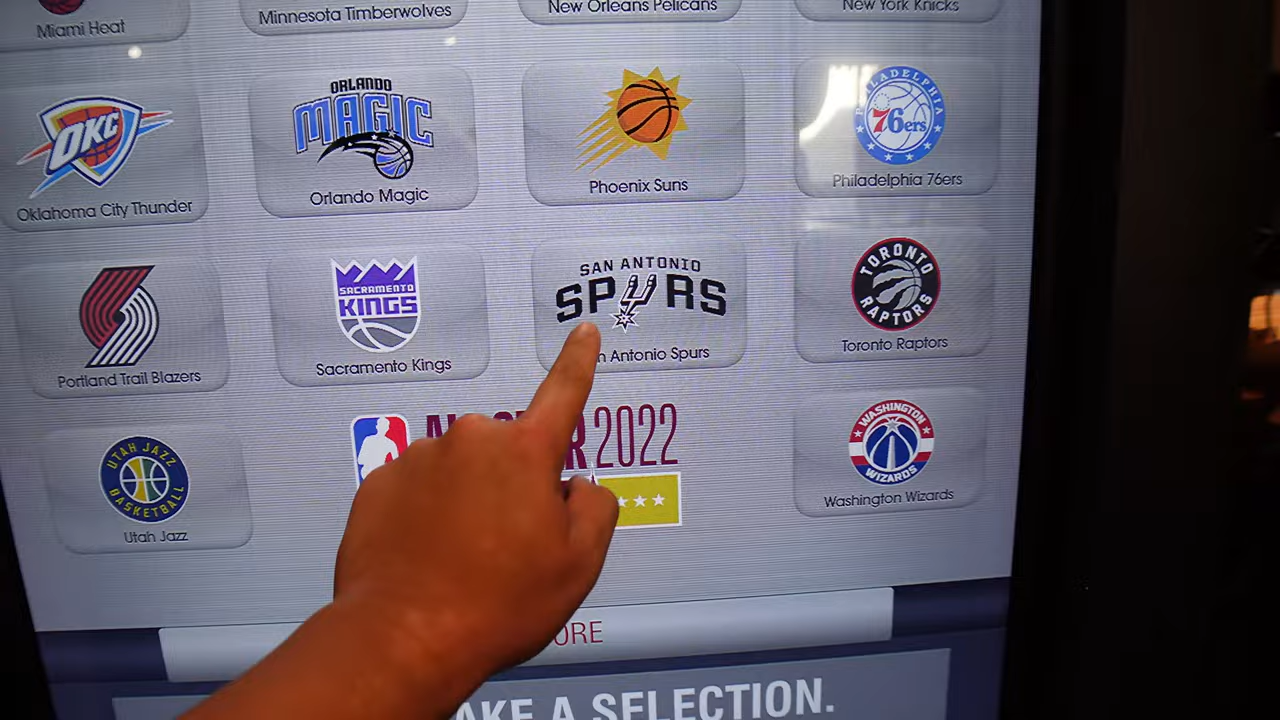 Miami Heat
Minnesota Timberwolves
New Orleans Pelicans
New York Knicks
OKC
Oklahoma City Thunder
ORLANDO
MAGIC
Orlando Magic
Phoenix Suns
PHILADELPHIA
76ers
Philadelphia 76ers
Portland Trail Blazers
SACRAMENTO
KINGS
Sacramento Kings
SAN ANTONIO
SPURS
n Antonio Spurs
TORONTO
RAPTORS
Toronto Raptors
UTAH JAZZ
BASKETBALL
Utah Jazz
2022
WASHINGTON
WIZARDS
Washington Wizards
ORE
AKE A SELECTION.